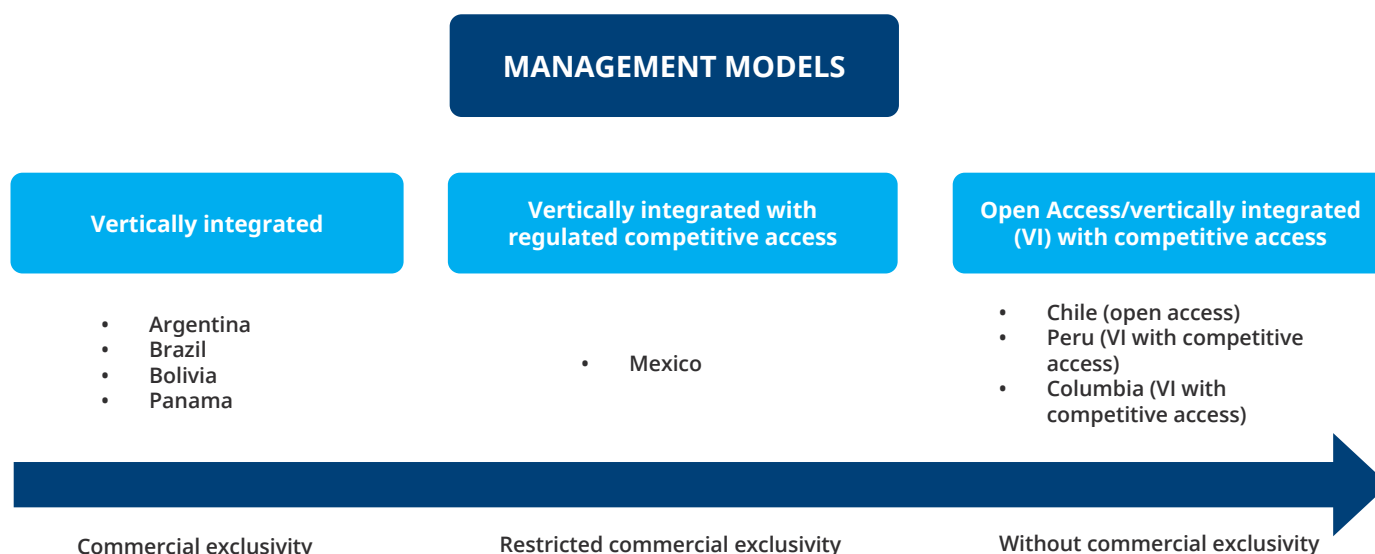 MANAGEMENT MODELS
Vertically integrated
Vertically integrated with
regulated competitive access
Open Access/vertically integrated
(VI) with competitive access
• Argentina
• Brazil
• Bolivia
• Panama
• Mexico
• Chile (open access)
• Peru (VI with competitive
access)
• Columbia (VI with
competitive access)
Commercial exclusivity
Restricted commercial exclusivity
Without commercial exclusivity